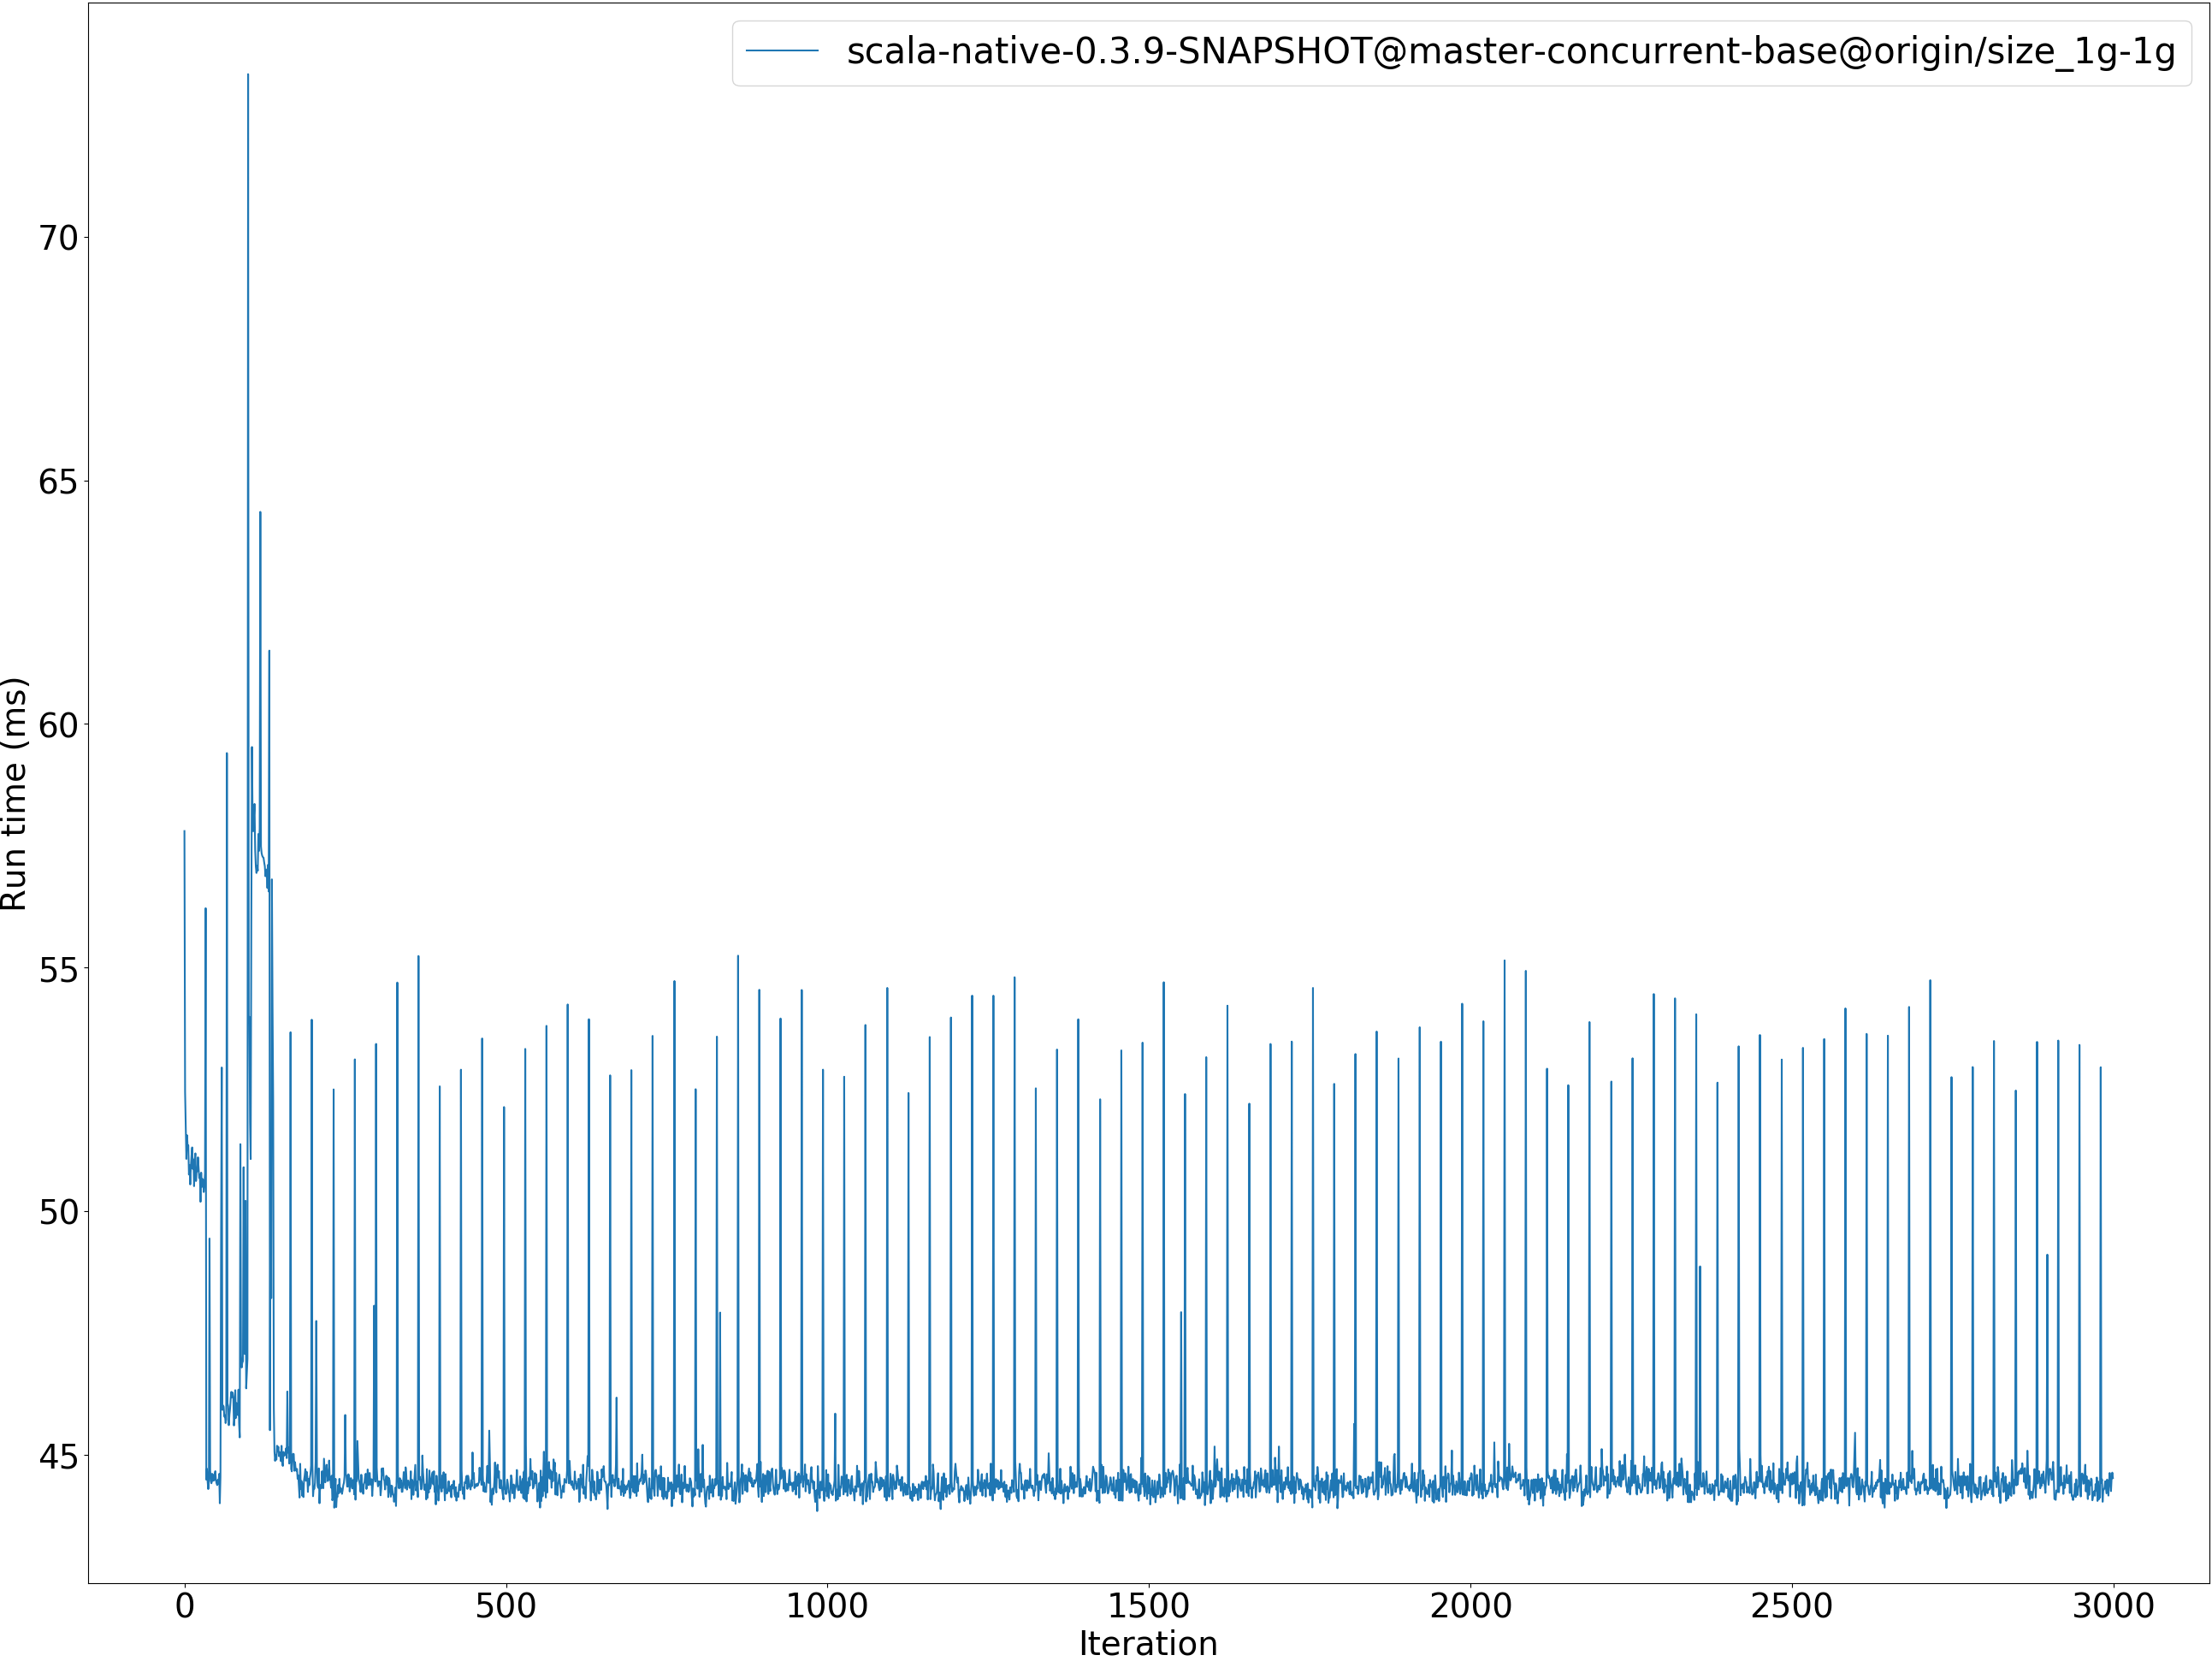 scala-native-0.3.9-SNAPSHOT@master-concurrent-base@origin/size_1g-1g
70
65
60
55
50
45
Run time (ms)
0 500 1000 1500 2000 2500 3000
Iteration